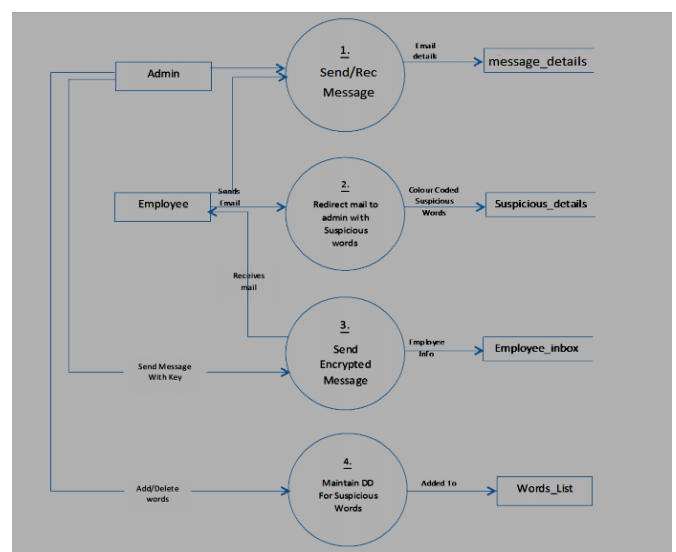 1.
Send/Rec
Message
Email
details
message_details
Admin
Sends
Email
Employee
2.
Redirect mail to
admin with
Suspicious
words
Colour Coded
Suspicious
Words
Suspicious_details
Receives
mail
3.
Send
Encrypted
Message
Employee
Info
Employee_inbox
Send Message
With Key
4.
Maintain DD
For Suspicious
Words
Add/Delete
words
Added To
Words_List